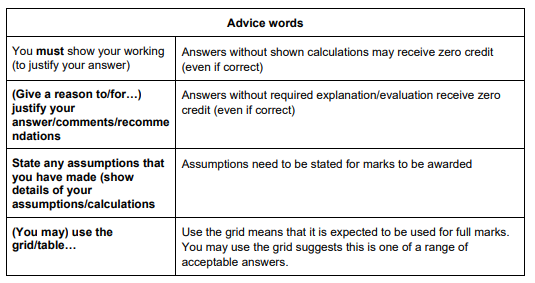 Advice words
You must show your working
(to justify your answer)
Answers without shown calculations may receive zero credit
(even if correct)
(Give a reason to/for…)
justify your
answer/comments/recomme
ndations
Answers without required explanation/evaluation receive zero
credit (even if correct)
State any assumptions that
you have made (show
details of your
assumptions/calculations
Assumptions need to be stated for marks to be awarded
(You may) use the
grid/table…
Use the grid means that it is expected to be used for full marks.
You may use the grid suggests this is one of a range of
acceptable answers.